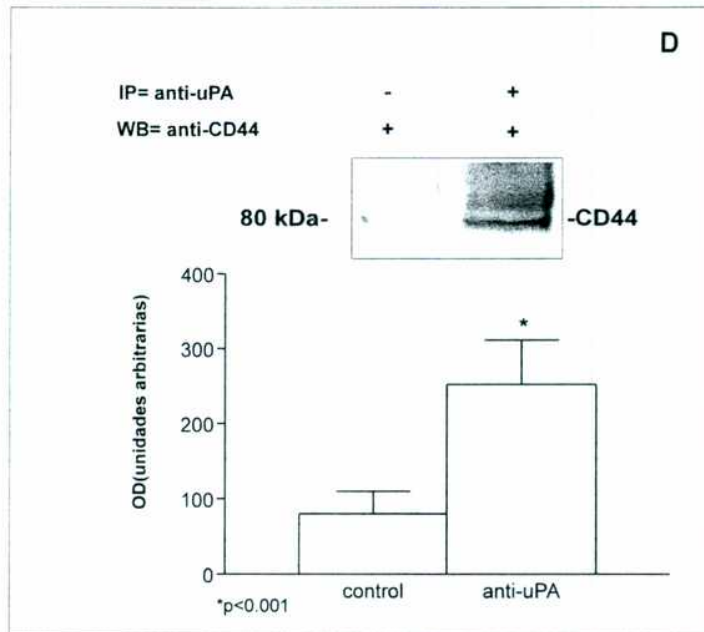 D
IP= anti-uPA - +
WB= anti-CD44 + +
80 kDa- -CD44
OD(unidades arbitrarias)
400
300
200
100
0
*
control anti-uPA
*p<0.001